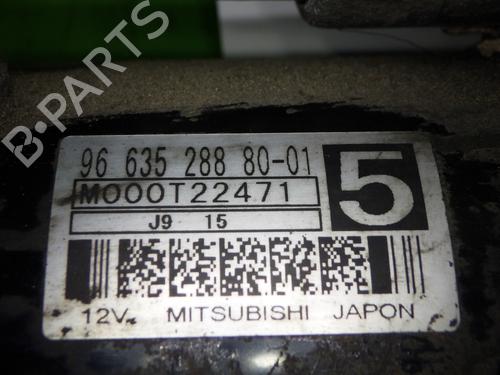 B-PARTS
96 635 288 80-01
M000T22471
5
J9 15
12V. MITSUBISHI JAPON